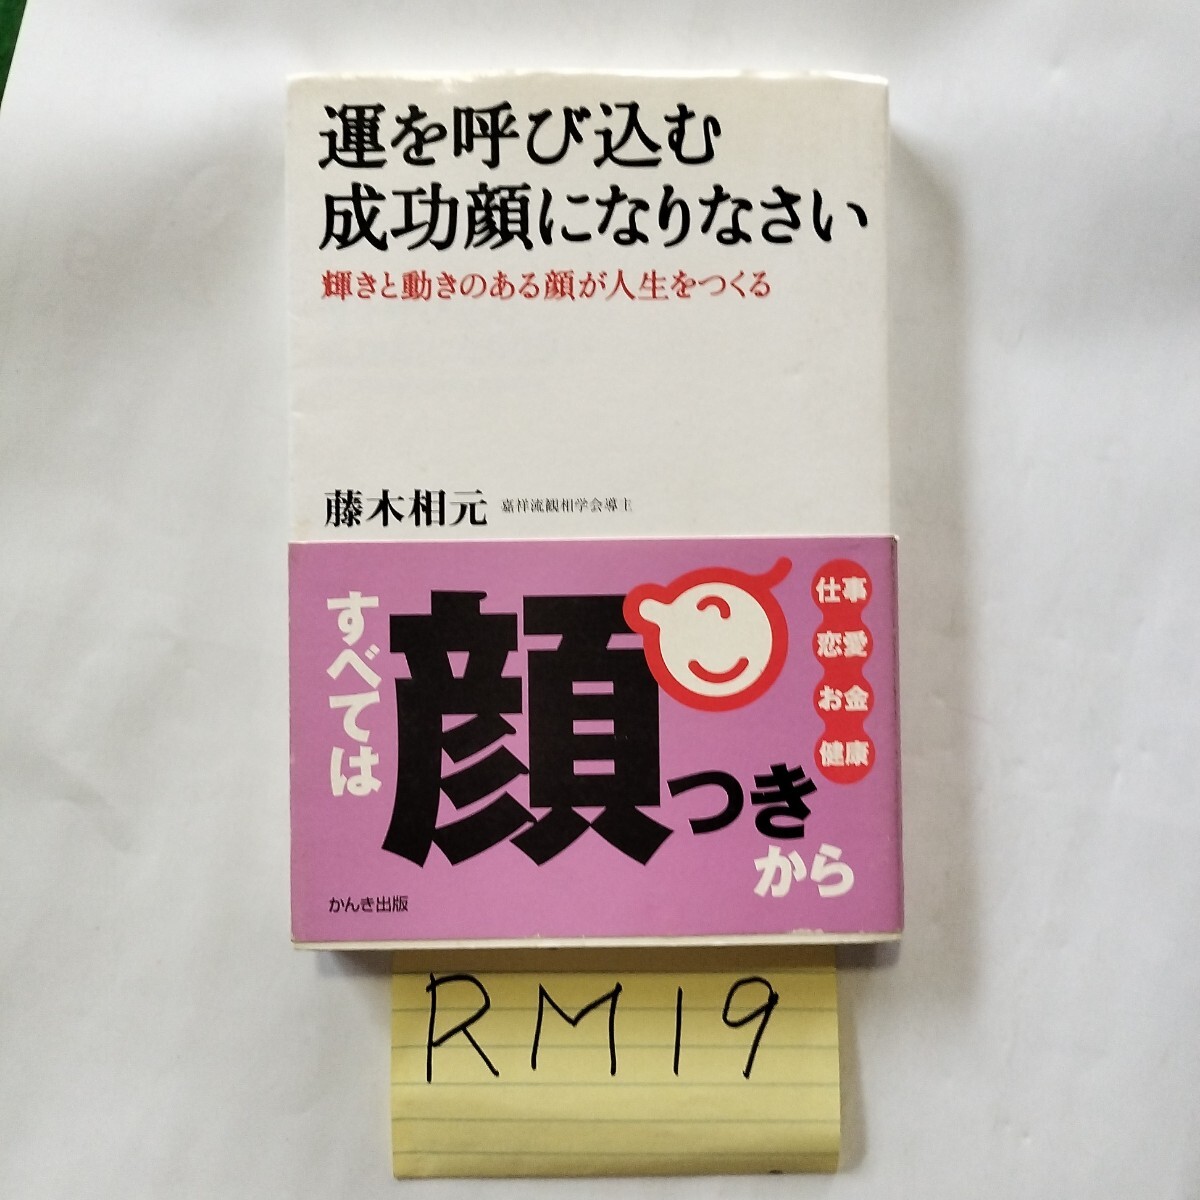 運を呼び込む
成功顔になりなさい
輝きと動きのある顔が人生をつくる
藤木相元 嘉祥流観相学会導主
すべては
顔つき
から
仕事
恋愛
お金
健康
かんき出版
RM19